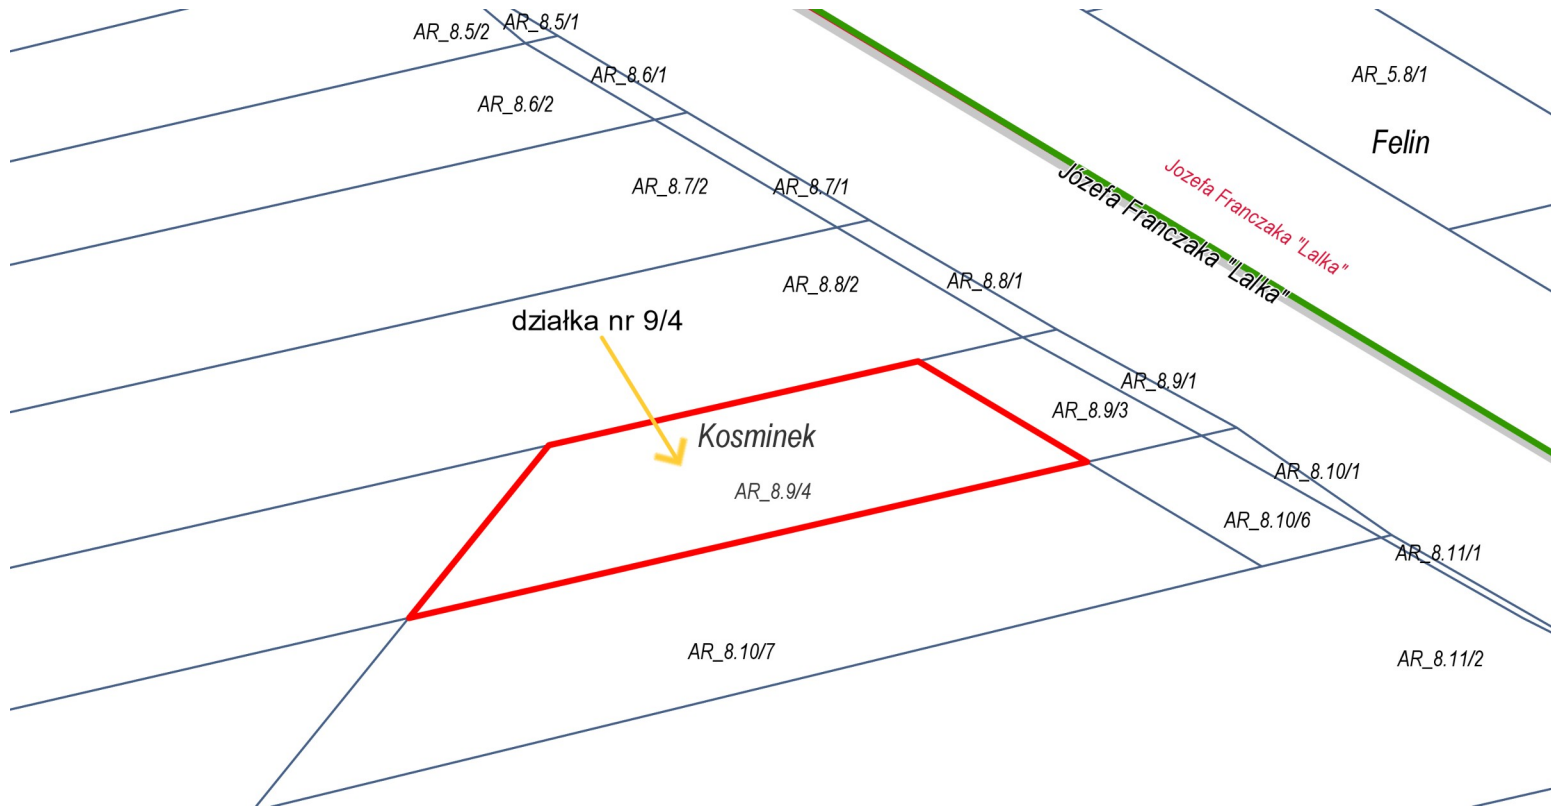 AR_8.5/1
AR_8.5/2
AR_8.6/1
AR_5.8/1
AR_8.6/2
Felin
AR_8.7/2
AR_8.7/1
Jozefa Franczaka "Lalka"
Józefa Franczaka "Lalka"
AR_8.8/2
AR_8.8/1
działka nr 9/4
AR_8.9/1
AR_8.9/3
Kosminek
AR_8.10/1
AR_8.9/4
AR_8.10/6
AR_8.11/1
AR_8.10/7
AR_8.11/2